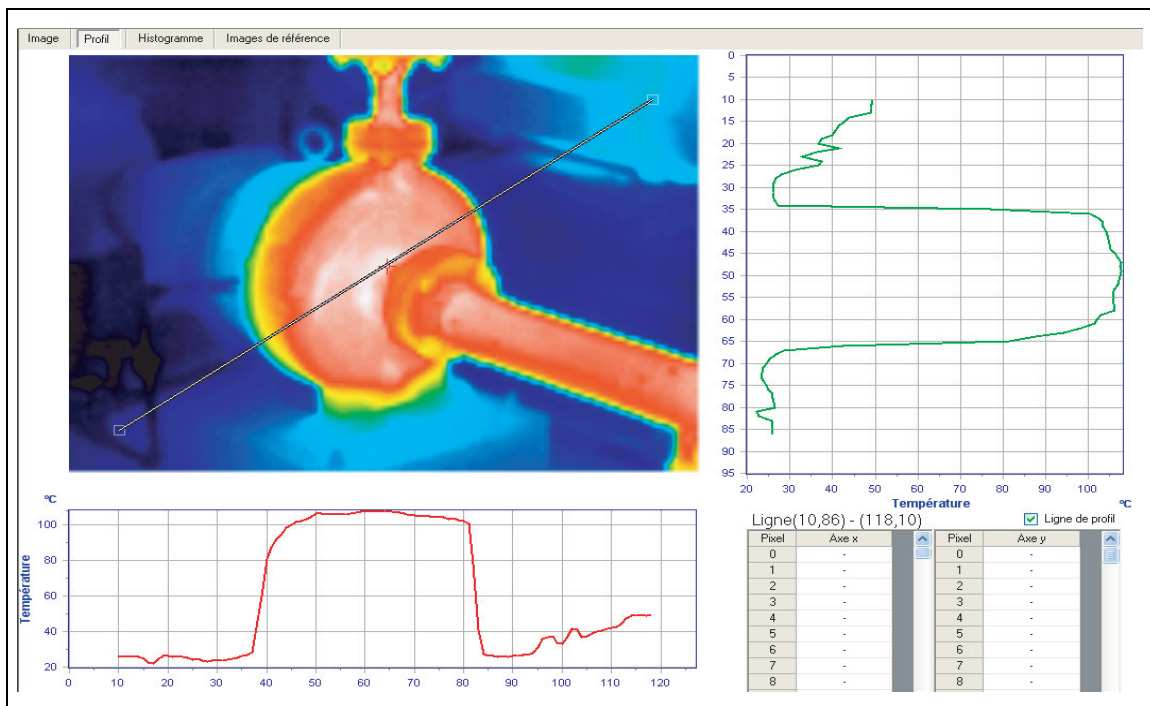 Image Profil Histogramme Images de référence
0
5
10
15
20
25
30
35
40
45
50
55
60
65
70
75
80
85
90
95
20 30 40 50 60 70 80 90 100
Température ºC
ºC
Température
100
80
60
40
20
0 10 20 30 40 50 60 70 80 90 100 110 120
Ligne(10,86) - (118,10) Ligne de profil
Pixel Axe x Pixel Axe y
0 - 0 -
1 - 1 -
2 - 2 -
3 - 3 -
4 - 4 -
5 - 5 -
6 - 6 -
7 - 7 -
8 - 8 -